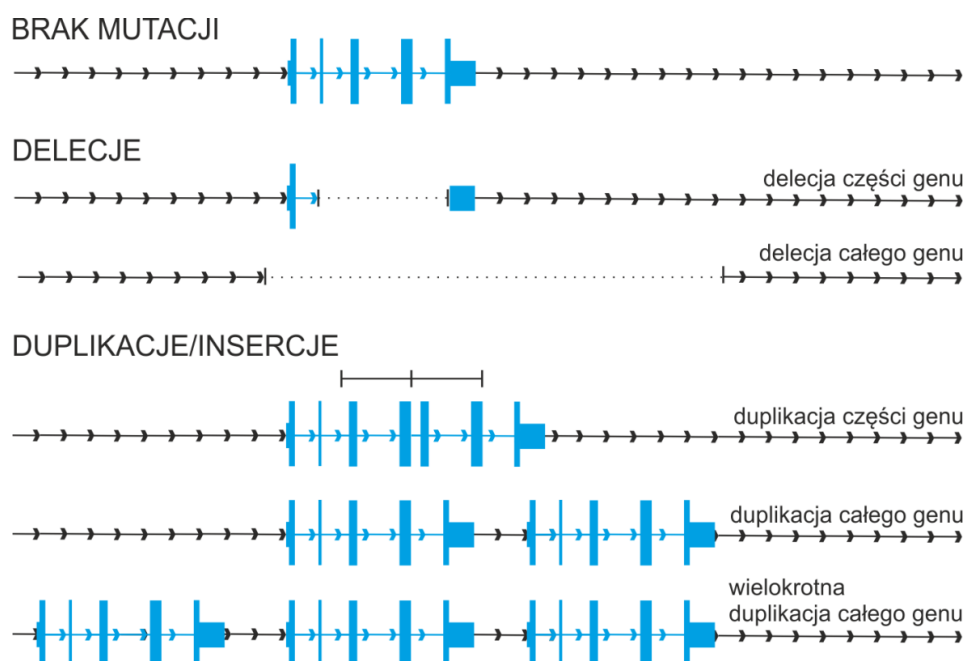 BRAK MUTACJI
DELECJE
delecja części genu
delecja całego genu
DUPLIKACJE/INSERCJE
duplikacja części genu
duplikacja całego genu
wielokrotna
duplikacja całego genu